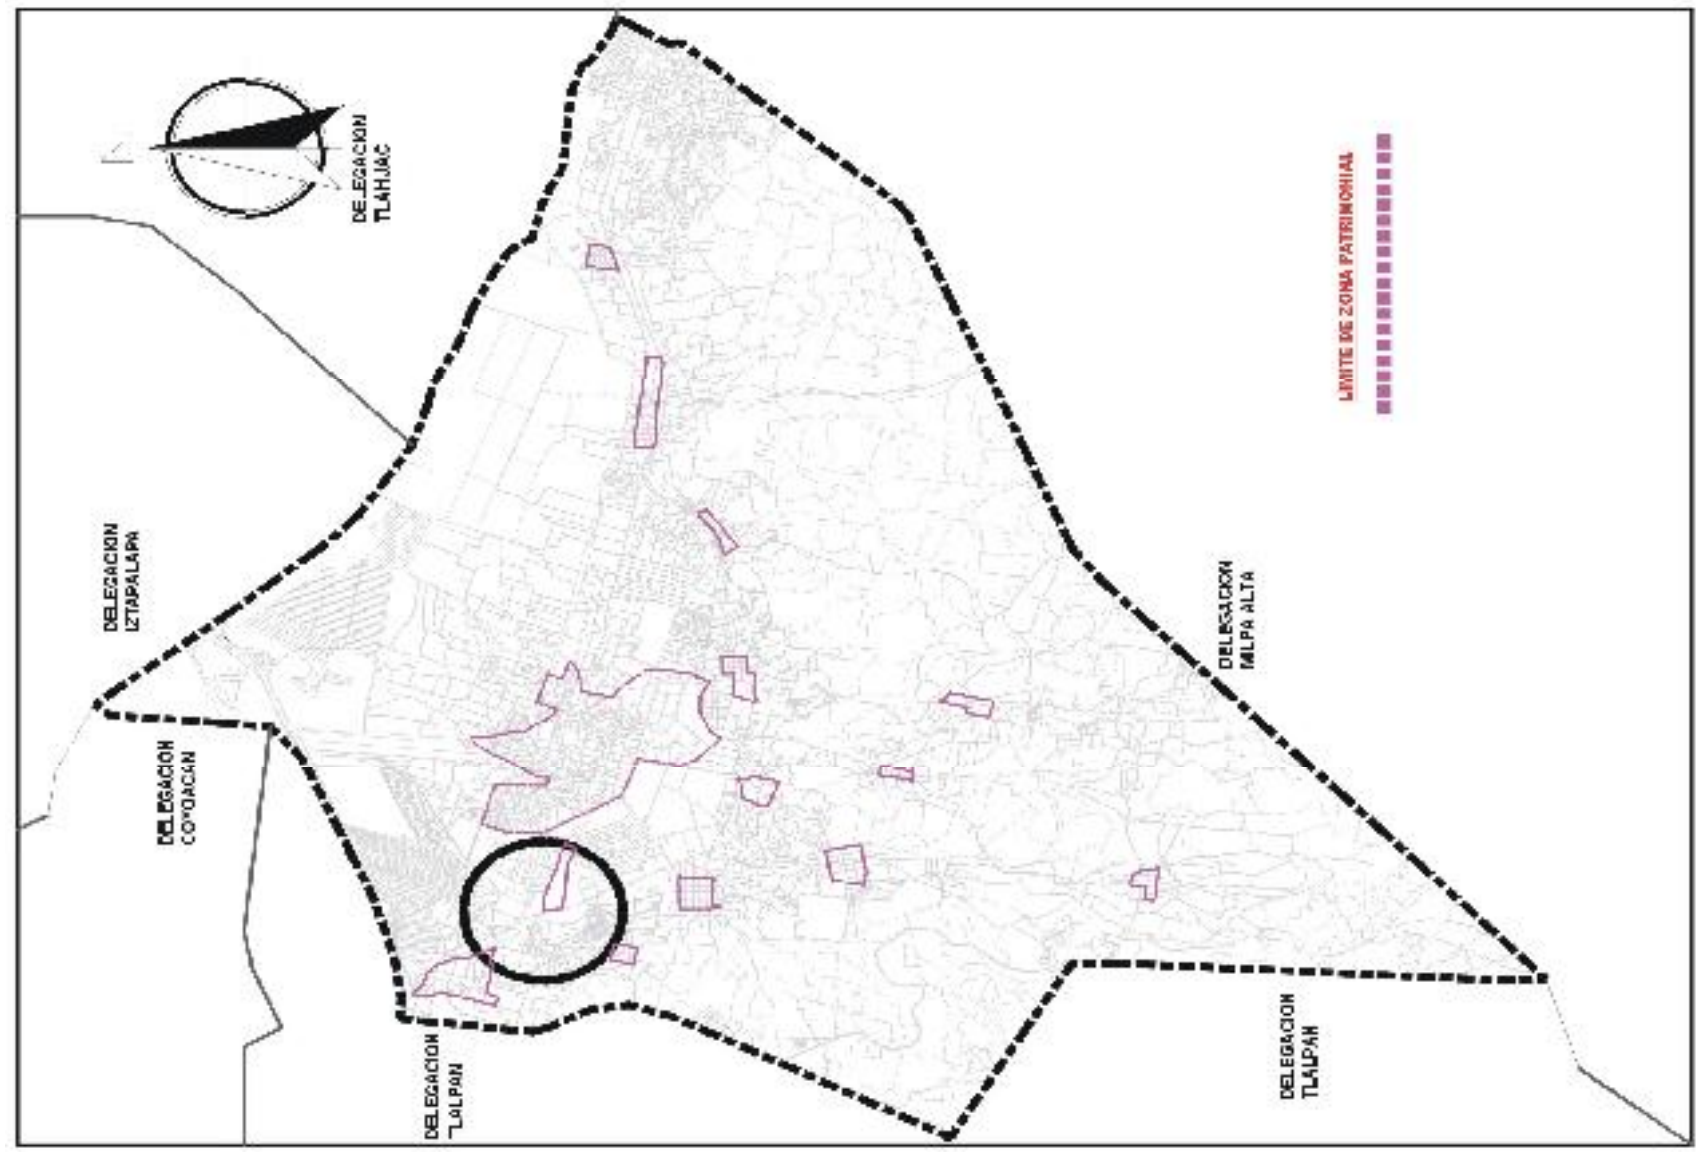 DELEGACION
TLAHUAC
DELEGACION
IZTAPALAPA
DELEGACION
COYOACAN
DELEGACION
TLALPAN
DELEGACION
MILPA ALTA
DELEGACION
TLALPAN
LIMITE DE ZONA PATRIMONIAL